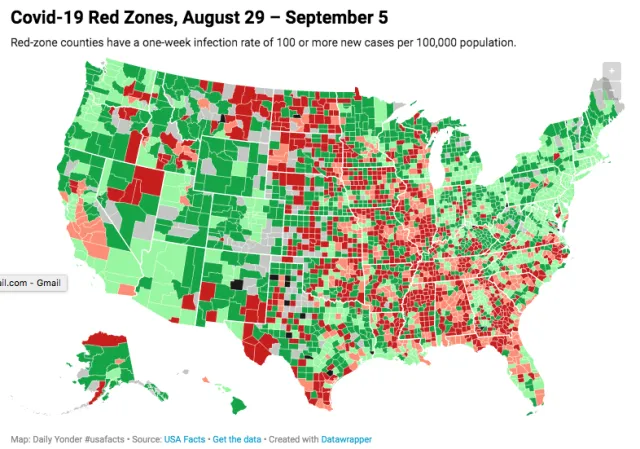 Covid-19 Red Zones, August 29 – September 5
Red-zone counties have a one-week infection rate of 100 or more new cases per 100,000 population.
+
ail.com - Gmail
Map: Daily Yonder #usafacts • Source: USA Facts • Get the data • Created with Datawrapper